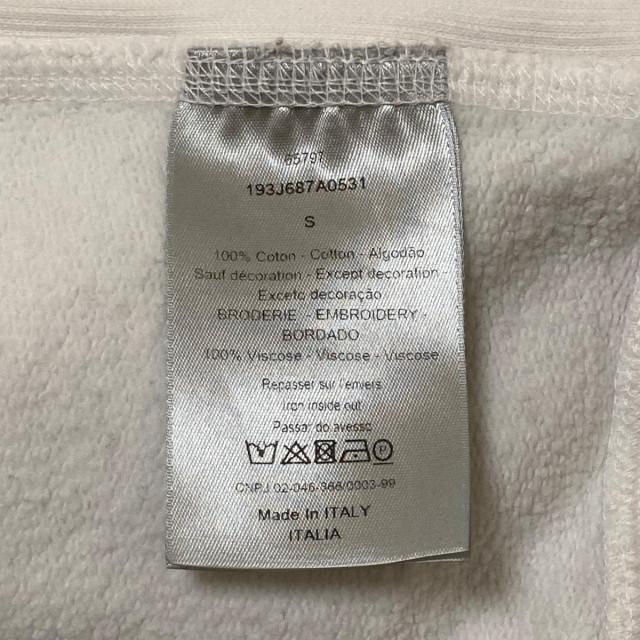 65797
193J687A0531
S
100% Coton - Cotton - Algodão
Sauf décoration - Except decoration -
Exceto decoração
BRODERIE - EMBROIDERY -
BORDADO
100% Viscose - Viscose - Viscose
Repasser sur l'envers
Iron inside out
Passar do avesso
P
CNPJ 02-046-366/0003-99
Made In ITALY
ITALIA